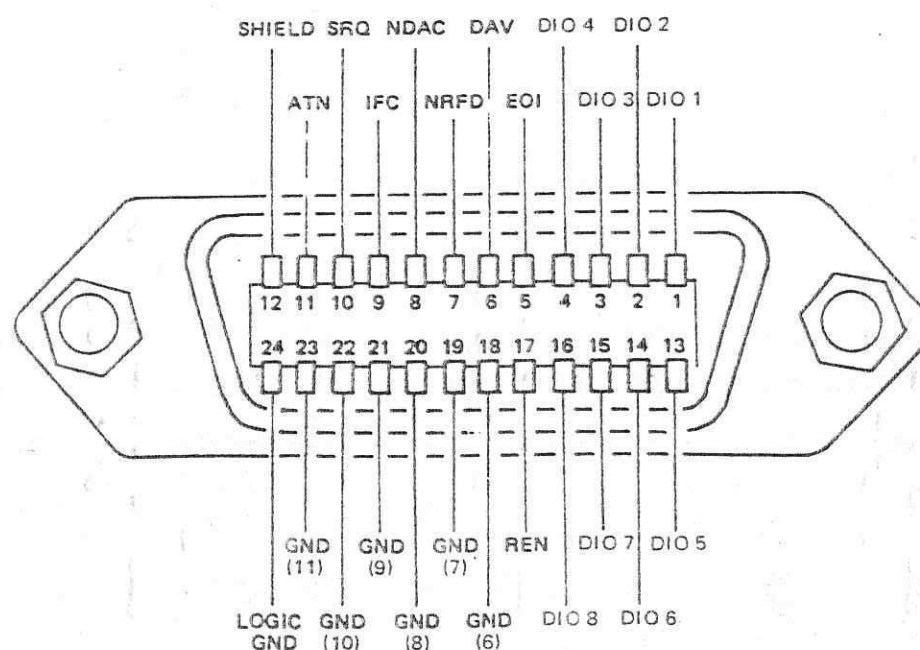 SHIELD SRQ NDAC DAV DIO 4 DIO 2
ATN IFC NRFD EOI DIO 3 DIO 1
12 11 10 9 8 7 6 5 4 3 2 1
24 23 22 21 20 19 18 17 16 15 14 13
GND (11) GND (9) GND (7) REN DIO 7 DIO 5
LOGIC GND GND (10) GND (8) GND (6) DIO 8 DIO 6